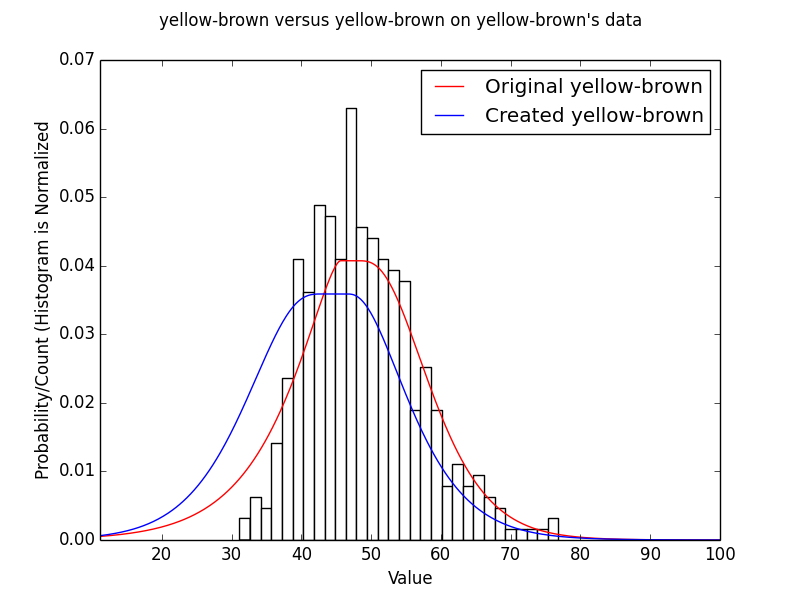 yellow-brown versus yellow-brown on yellow-brown's data
0.07
0.06
0.05
0.04
0.03
0.02
0.01
0.00
Probability/Count (Histogram is Normalized
Original yellow-brown
Created yellow-brown
20 30 40 50 60 70 80 90 100
Value